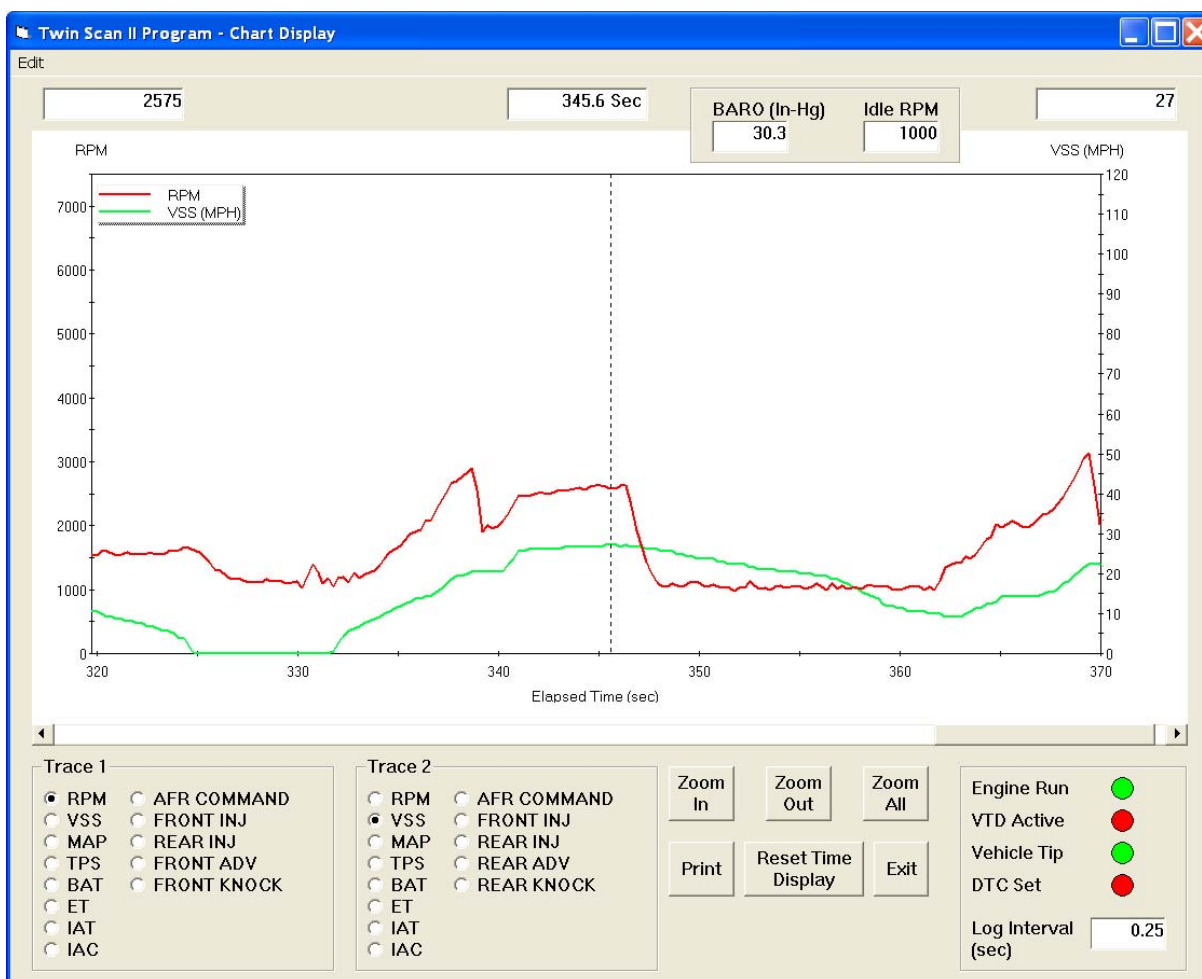 Twin Scan II Program - Chart Display
Edit
2575
345.6 Sec
BARO (In-Hg)
30.3
Idle RPM
1000
27
RPM
VSS (MPH)
RPM
VSS (MPH)
7000
6000
5000
4000
3000
2000
1000
0
120
110
100
90
80
70
60
50
40
30
20
10
0
320
330
340
350
360
370
Elapsed Time (sec)
Trace 1
RPM
VSS
MAP
TPS
BAT
ET
IAT
IAC
AFR COMMAND
FRONT INJ
REAR INJ
FRONT ADV
FRONT KNOCK
Trace 2
RPM
VSS
MAP
TPS
BAT
ET
IAT
IAC
AFR COMMAND
FRONT INJ
REAR INJ
REAR ADV
REAR KNOCK
Zoom
In
Zoom
Out
Zoom
All
Print
Reset Time
Display
Exit
Engine Run
VTD Active
Vehicle Tip
DTC Set
Log Interval
(sec)
0.25